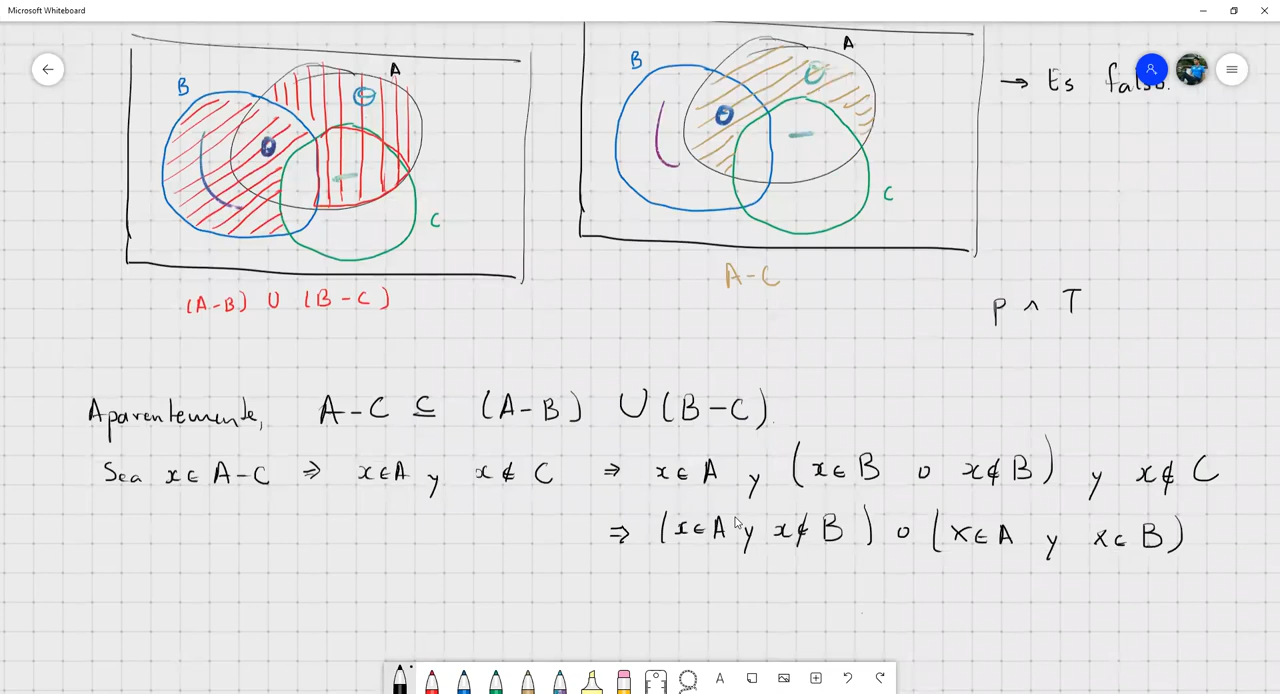 Microsoft Whiteboard
B A C
(A-B) ∪ (B-C)
B A C
A-C
→ Es falso.
p ∧ T
Aparentemente, A-C ⊆ (A-B) ∪ (B-C).
Sea x∈A-C ⇒ x∈A y x∉C ⇒ x∈A y (x∈B o x∉B) y x∉C
⇒ (x∈A y x∉B) o (x∈A y x∈B)
A